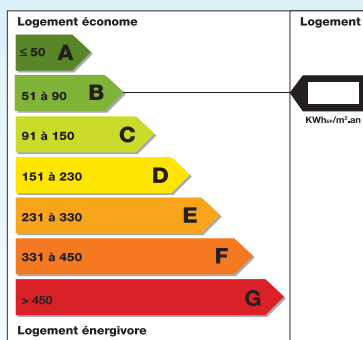 Logement économe
Logement
≤ 50 A
51 à 90 B
KWhEP/m².an
91 à 150 C
151 à 230 D
231 à 330 E
331 à 450 F
> 450 G
Logement énergivore